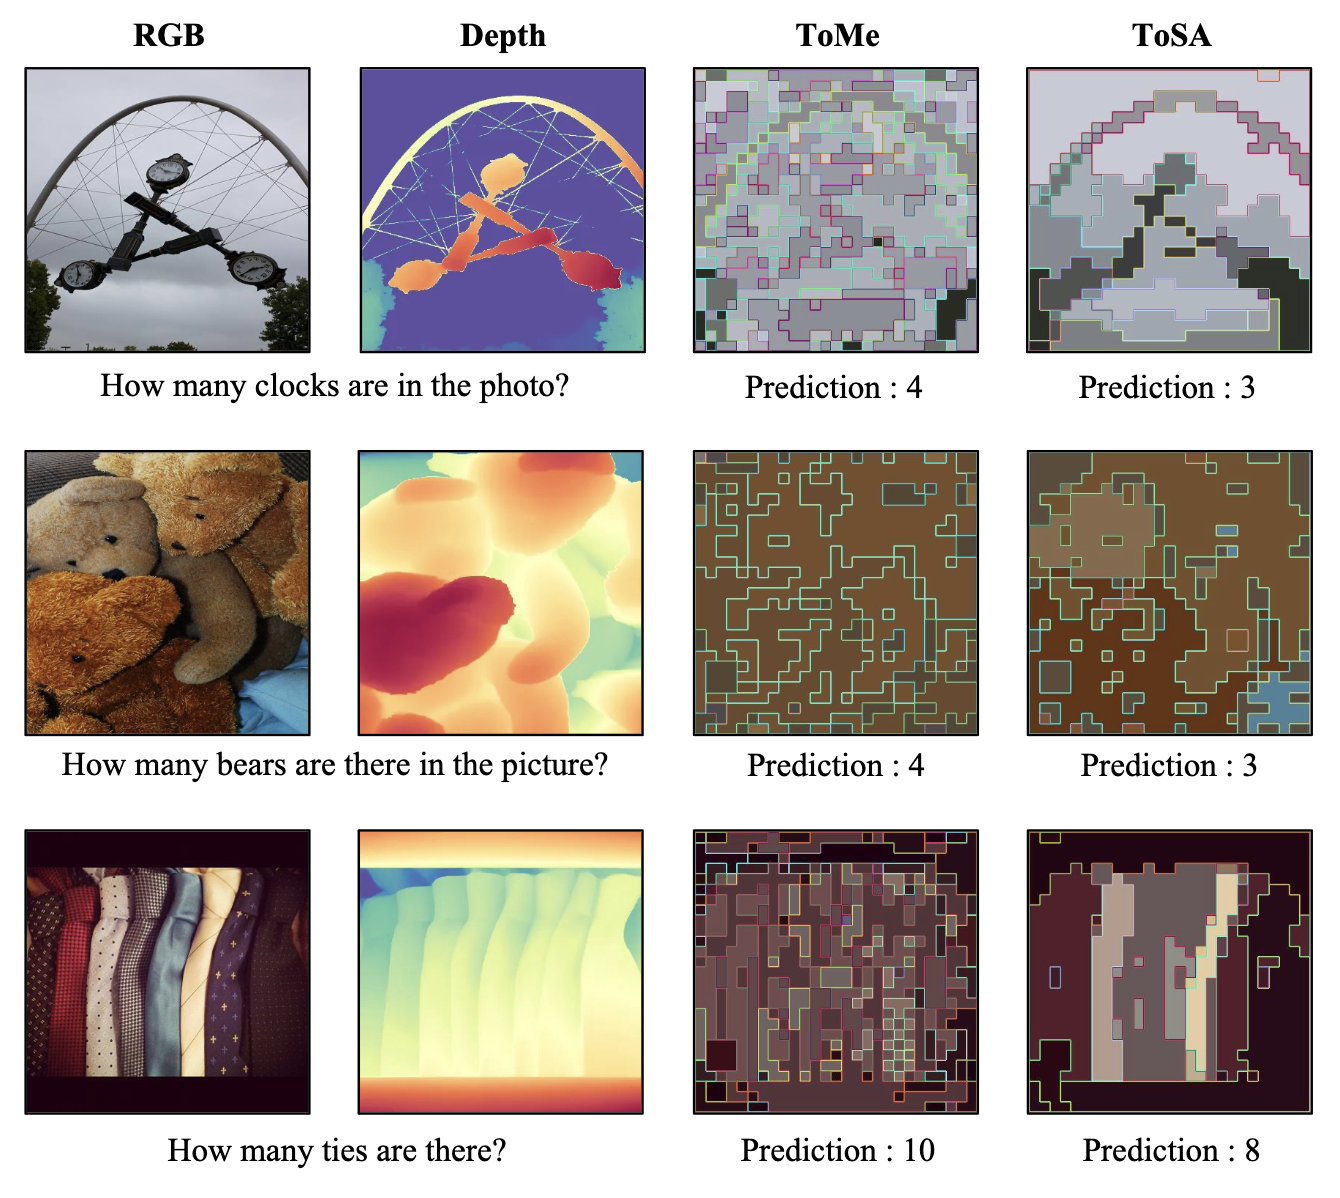 RGB Depth ToMe ToSA
How many clocks are in the photo? Prediction : 4 Prediction : 3
How many bears are there in the picture? Prediction : 4 Prediction : 3
How many ties are there? Prediction : 10 Prediction : 8